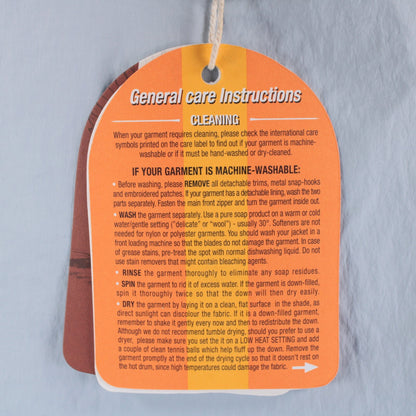 General care Instructions
CLEANING
When your garment requires cleaning, please check the international care
symbols printed on the care label to find out if your garment is machine-
washable or if it must be hand-washed or dry-cleaned.
IF YOUR GARMENT IS MACHINE-WASHABLE:
• Before washing, please REMOVE all detachable trims, metal snap-hooks
and embroidered patches. If your garment has a detachable lining, wash the two
parts separately. Fasten the main front zipper and turn the garment inside out.
• WASH the garment separately. Use a pure soap product on a warm or cold
water/gentle setting ("delicate" or "wool") - usually 30°. Softeners are not
needed for nylon or polyester garments. You should wash your jacket in a
front loading machine so that the blades do not damage the garment. In case
of grease stains, pre-treat the spot with normal dishwashing liquid. Do not
use stain removers that might contain bleaching agents.
• RINSE the garment thoroughly to eliminate any soap residues.
• SPIN the garment to rid it of excess water. If the garment is down-filled,
spin it thoroughly twice so that the down will then dry easily.
• DRY the garment by laying it on a clean, flat surface in the shade, as
direct sunlight can discolour the fabric. If it is a down-filled garment,
remember to shake it gently every now and then to redistribute the down.
Although we do not recommend tumble drying, should you prefer to use a
dryer, please make sure you set it on a LOW HEAT SETTING and add
a couple of clean tennis balls which help fluff up the down. Remove the
garment promptly at the end of the drying cycle so that it doesn't rest on
the hot drum, since high temperatures could damage the fabric.